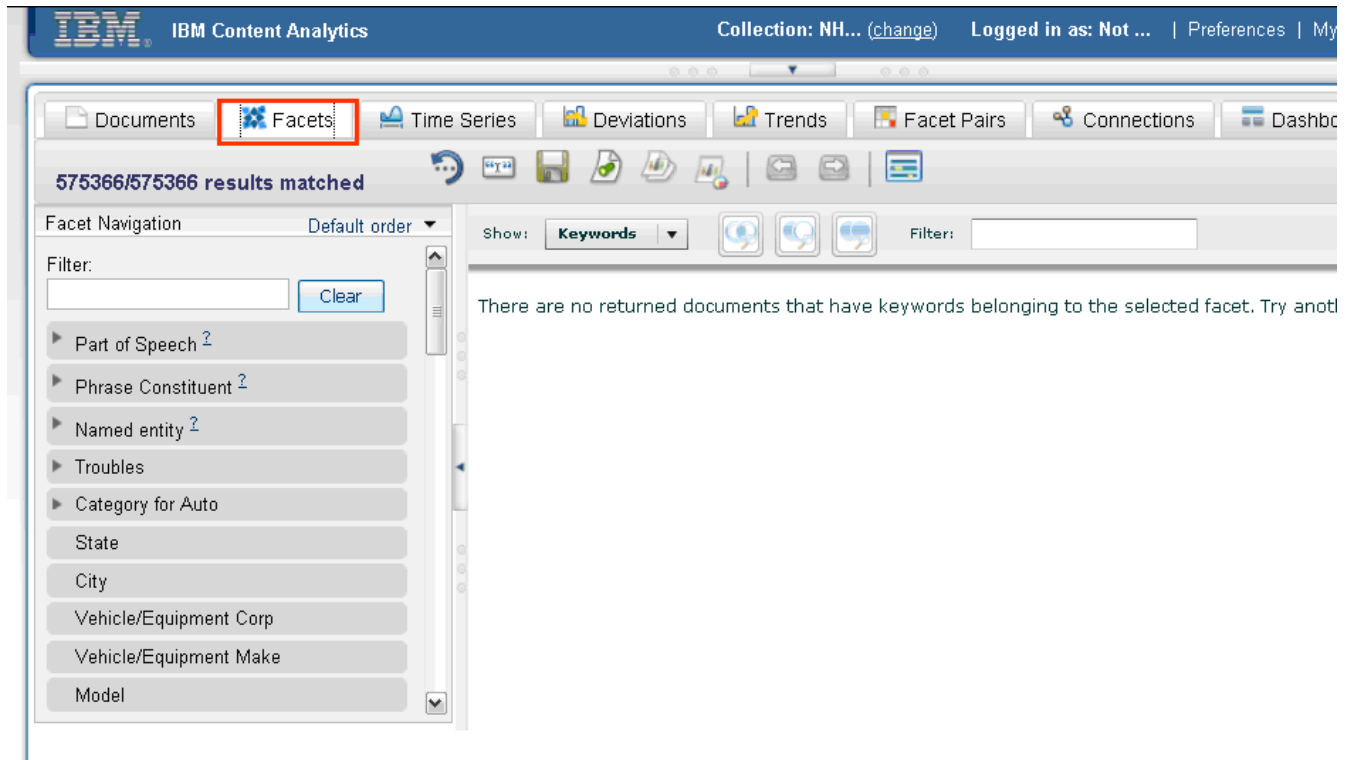 IBM® IBM Content Analytics Collection: NH... (change) Logged in as: Not ... | Preferences | My
Documents Facets Time Series Deviations Trends Facet Pairs Connections Dashbo
575366/575366 results matched
Facet Navigation Default order
Show: Keywords Filter:
Filter:
Clear
There are no returned documents that have keywords belonging to the selected facet. Try anot
Part of Speech ?
Phrase Constituent ?
Named entity ?
Troubles
Category for Auto
State
City
Vehicle/Equipment Corp
Vehicle/Equipment Make
Model